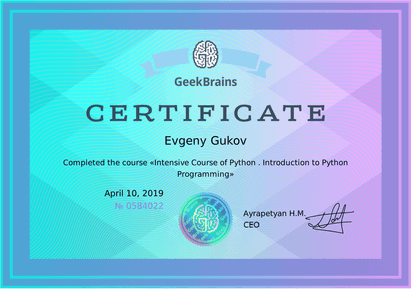 GeekBrains
CERTIFICATE
Evgeny Gukov
Completed the course «Intensive Course of Python . Introduction to Python
Programming»
April 10, 2019
№ 0584022
Ayrapetyan H.M.
CEO